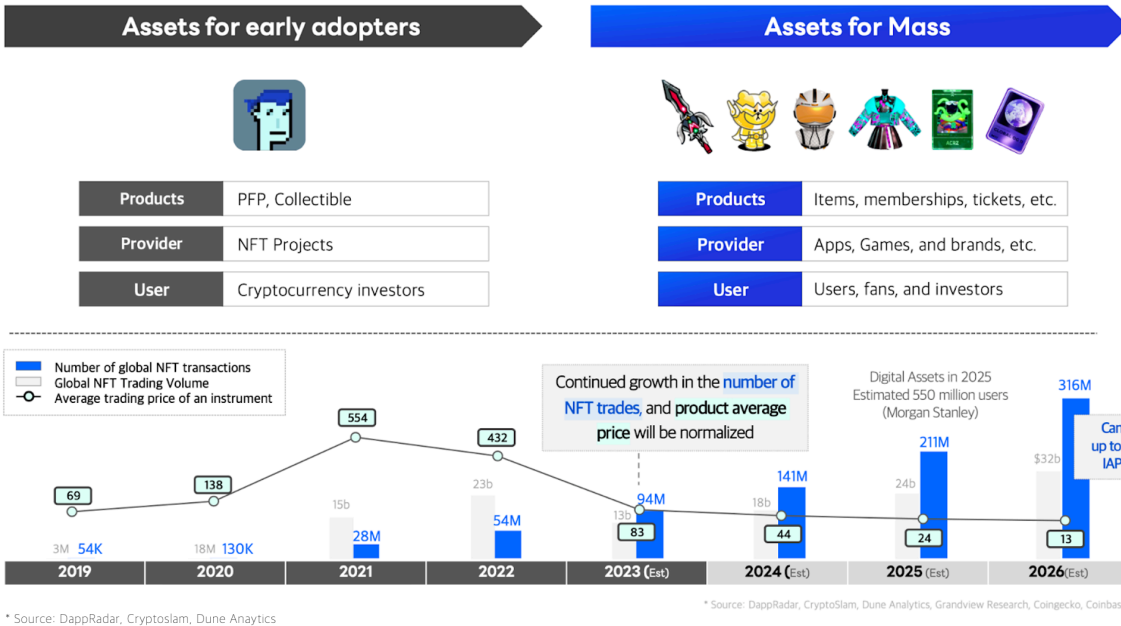 Assets for early adopters
Assets for Mass
Products PFP, Collectible
Provider NFT Projects
User Cryptocurrency investors
ACAE
Products Items, memberships, tickets, etc.
Provider Apps, Games, and brands, etc.
User Users, fans, and investors
Number of global NFT transactions
Global NFT Trading Volume
Average trading price of an instrument
Continued growth in the number of
NFT trades, and product average
price will be normalized
Digital Assets in 2025
Estimated 550 million users
(Morgan Stanley)
Can
up to
IAP
69
138
554
432
83
44
24
13
3M 54K
18M 130K
15b 28M
23b 54M
13b 94M
18b 141M
24b 211M
$32b 316M
2019 2020 2021 2022 2023 (Est) 2024 (Est) 2025 (Est) 2026(Est)
* Source: DappRadar, CryptoSlam, Dune Analytics, Grandview Research, Coingecko, Coinbas
* Source: DappRadar, Cryptoslam, Dune Anaytics